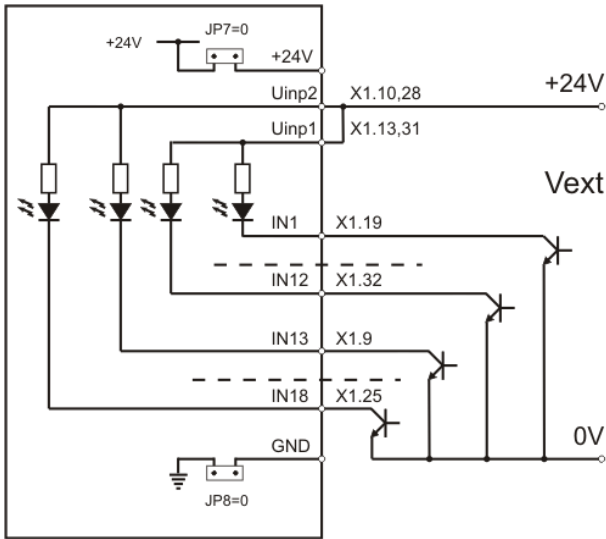 JP7=0
+24V
+24V
Uinp2 X1.10,28 +24V
Uinp1 X1.13,31
Vext
IN1 X1.19
IN12 X1.32
IN13 X1.9
IN18 X1.25
0V
GND
JP8=0